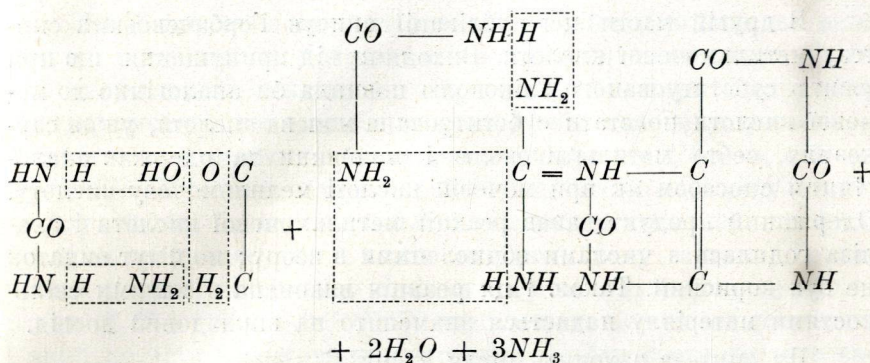 CO NH H
CO NH
NH₂
HN H HO O C NH₂ C = NH — C
CO + CO CO +
HN H NH₂ H₂ C H NH NH C NH
+ 2H₂O + 3NH₃